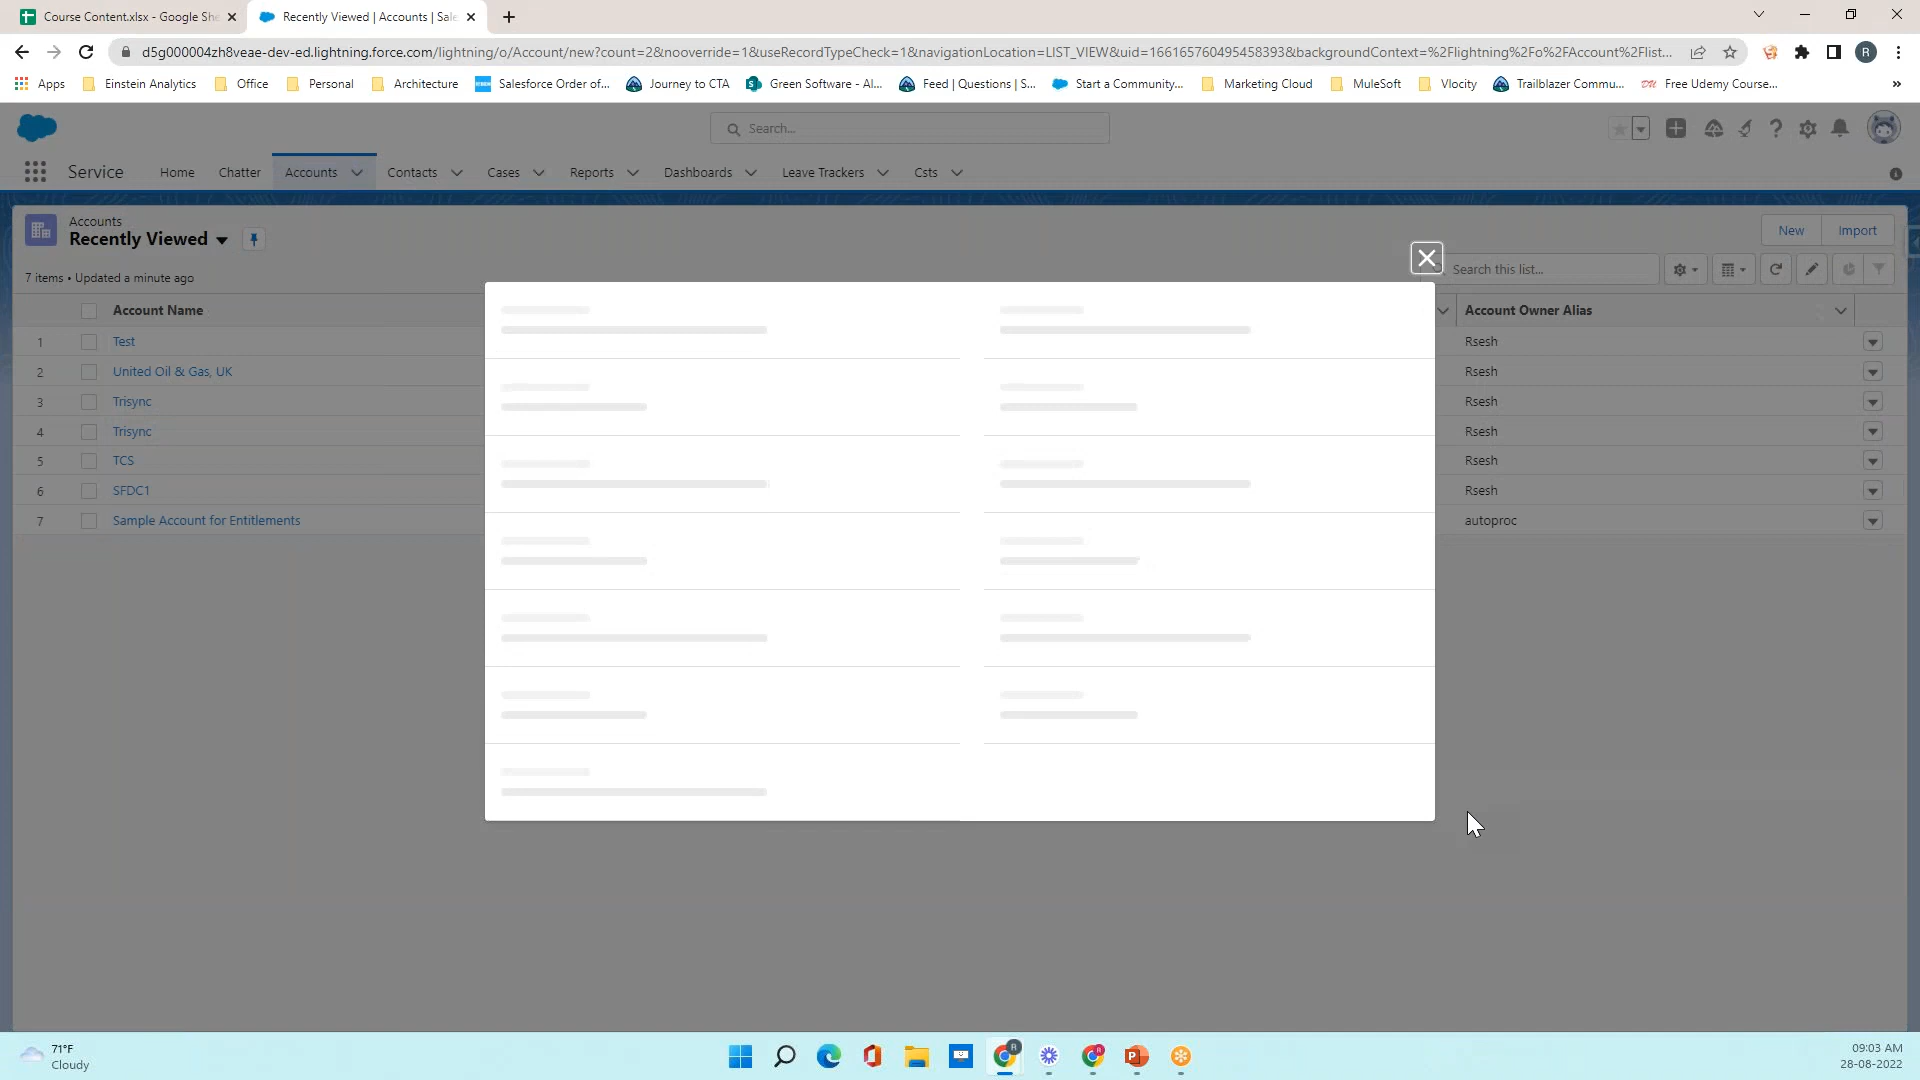 Course Content.xlsx - Google She
Recently Viewed | Accounts | Sale
d5g000004zh8veae-dev-ed.lightning.force.com/lightning/o/Account/new?count=2&nooverride=1&useRecordTypeCheck=1&navigationLocation=LIST_VIEW&uid=166165760495458393&backgroundContext=%2Flightning%2Fo%2FAccount%2Flist...
R
Apps Einstein Analytics Office Personal Architecture Salesforce Order of... Journey to CTA Green Software - Al... Feed | Questions | S... Start a Community... Marketing Cloud MuleSoft Vlocity Trailblazer Commu... Free Udemy Course... »
Search...
Service Home Chatter Accounts Contacts Cases Reports Dashboards Leave Trackers Csts
Accounts
Recently Viewed
New Import
7 items • Updated a minute ago
Search this list...
Account Name Account Owner Alias
1 Test Rsesh
2 United Oil & Gas, UK Rsesh
3 Trisync Rsesh
4 Trisync Rsesh
5 TCS Rsesh
6 SFDC1 Rsesh
7 Sample Account for Entitlements autoproc
71°F
Cloudy
09:03 AM
28-08-2022